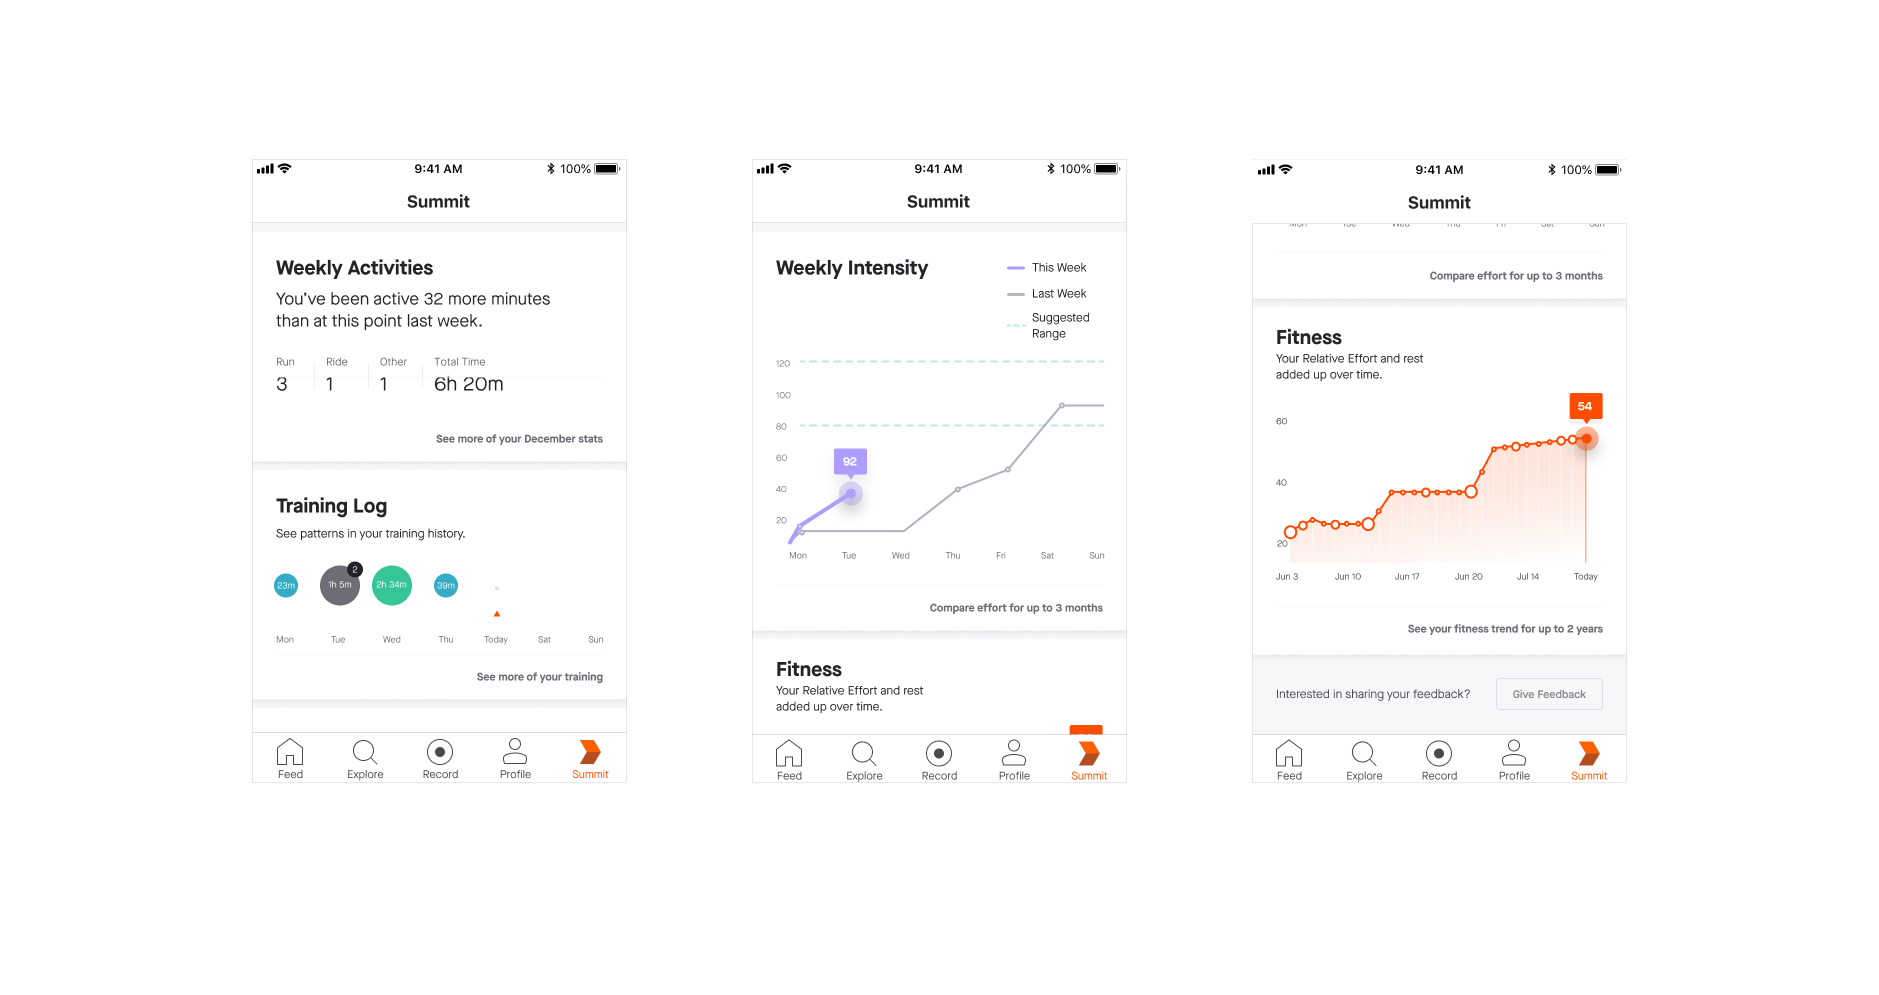 9:41 AM
100%
Summit
Weekly Activities
You've been active 32 more minutes
than at this point last week.
Run Ride Other Total Time
3 1 1 6h 20m
See more of your December stats
Training Log
See patterns in your training history.
2
23m 1h 5m 2h 34m 39m
Mon Tue Wed Thu Today Sat Sun
See more of your training
Feed Explore Record Profile Summit
9:41 AM
100%
Summit
Weekly Intensity
This Week
Last Week
Suggested
Range
120
100
80
60
92
40
20
Mon Tue Wed Thu Fri Sat Sun
Compare effort for up to 3 months
Fitness
Your Relative Effort and rest
added up over time.
Feed Explore Record Profile Summit
9:41 AM
100%
Summit
Mon Tue Wed Thu Fri Sat Sun
Compare effort for up to 3 months
Fitness
Your Relative Effort and rest
added up over time.
54
60
40
20
Jun 3 Jun 10 Jun 17 Jun 20 Jul 14 Today
See your fitness trend for up to 2 years
Interested in sharing your feedback? Give Feedback
Feed Explore Record Profile Summit